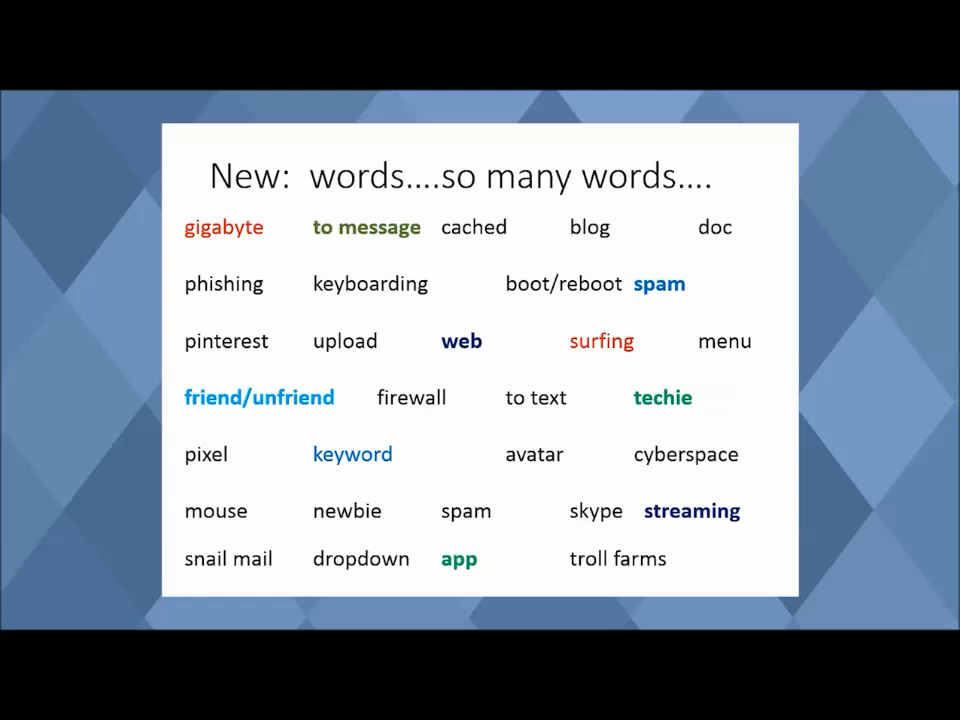 New: words....so many words....
gigabyte to message cached blog doc
phishing keyboarding boot/reboot spam
pinterest upload web surfing menu
friend/unfriend firewall to text techie
pixel keyword avatar cyberspace
mouse newbie spam skype streaming
snail mail dropdown app troll farms